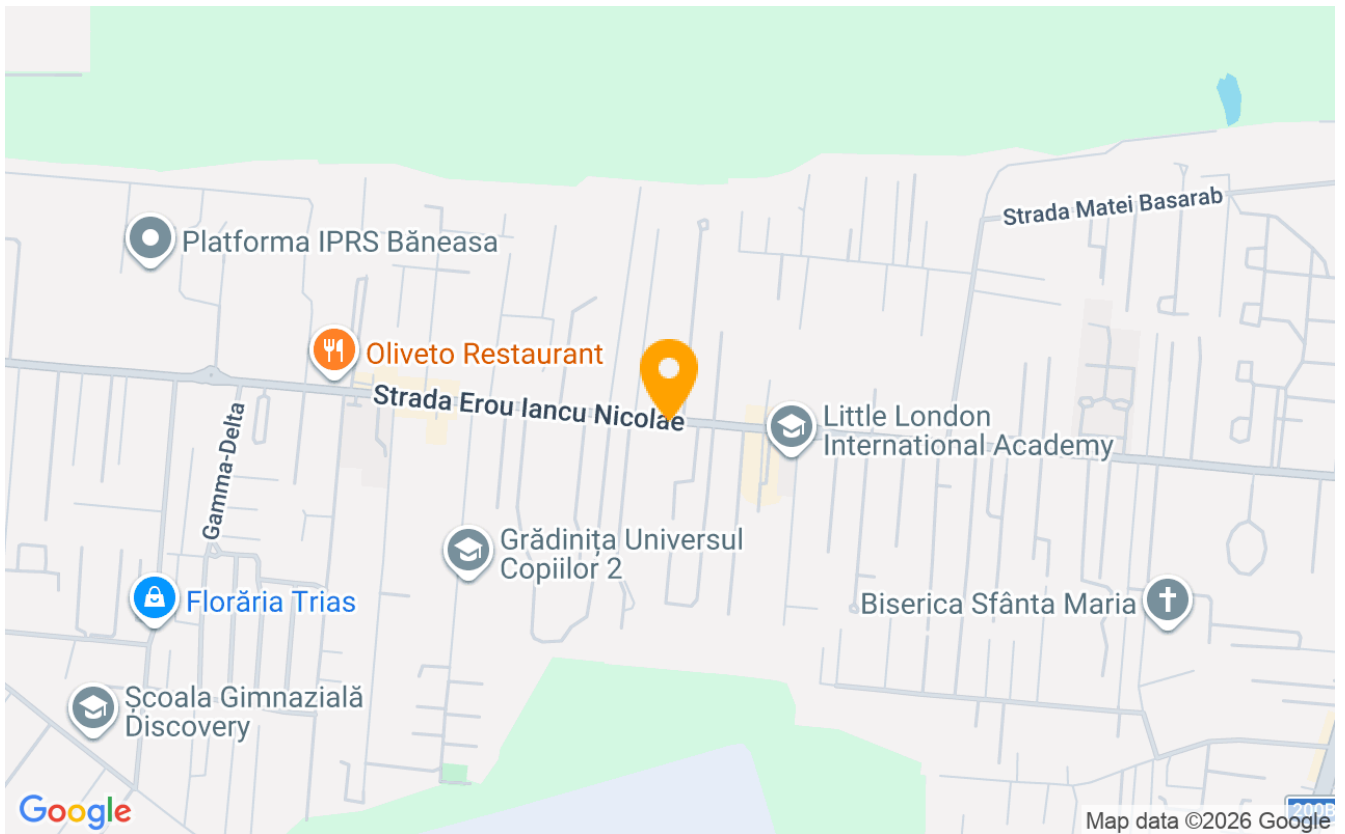 Strada Matei Basarab
Platforma IPRS Băneasa
Oliveto Restaurant
Strada Erou Iancu Nicolae
Little London
International Academy
Gamma-Delta
Grădinița Universul
Copiilor 2
Florăria Trias
Biserica Sfânta Maria
Școala Gimnazială
Discovery
Google
200B
Map data ©2026 Google